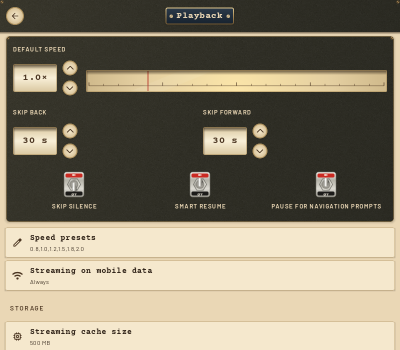 Playback
DEFAULT SPEED
1.0×
SKIP BACK
SKIP FORWARD
30 s
30 s
SKIP SILENCE
SMART RESUME
PAUSE FOR NAVIGATION PROMPTS
Speed presets
0.8,1.0,1.2,1.5,1.8,2.0
Streaming on mobile data
Always
STORAGE
Streaming cache size
500 MB